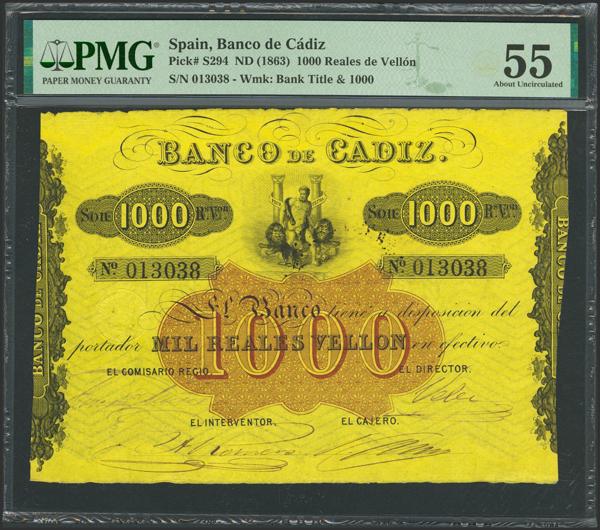 PMG
PAPER MONEY GUARANTY
Spain, Banco de Cádiz
Pick# S294 ND (1863) 1000 Reales de Vellón
S/N 013038 - Wmk: Bank Title & 1000
55
About Uncirculated
BANCO DE CADIZ.
1000
1000
No. 013038
No. 013038
El Banco tiene a disposicion del
portador MIL REALES VELLON en efectivo.
1000
EL COMISARIO REGIO.
EL DIRECTOR.
EL INTERVENTOR.
EL CAJERO.